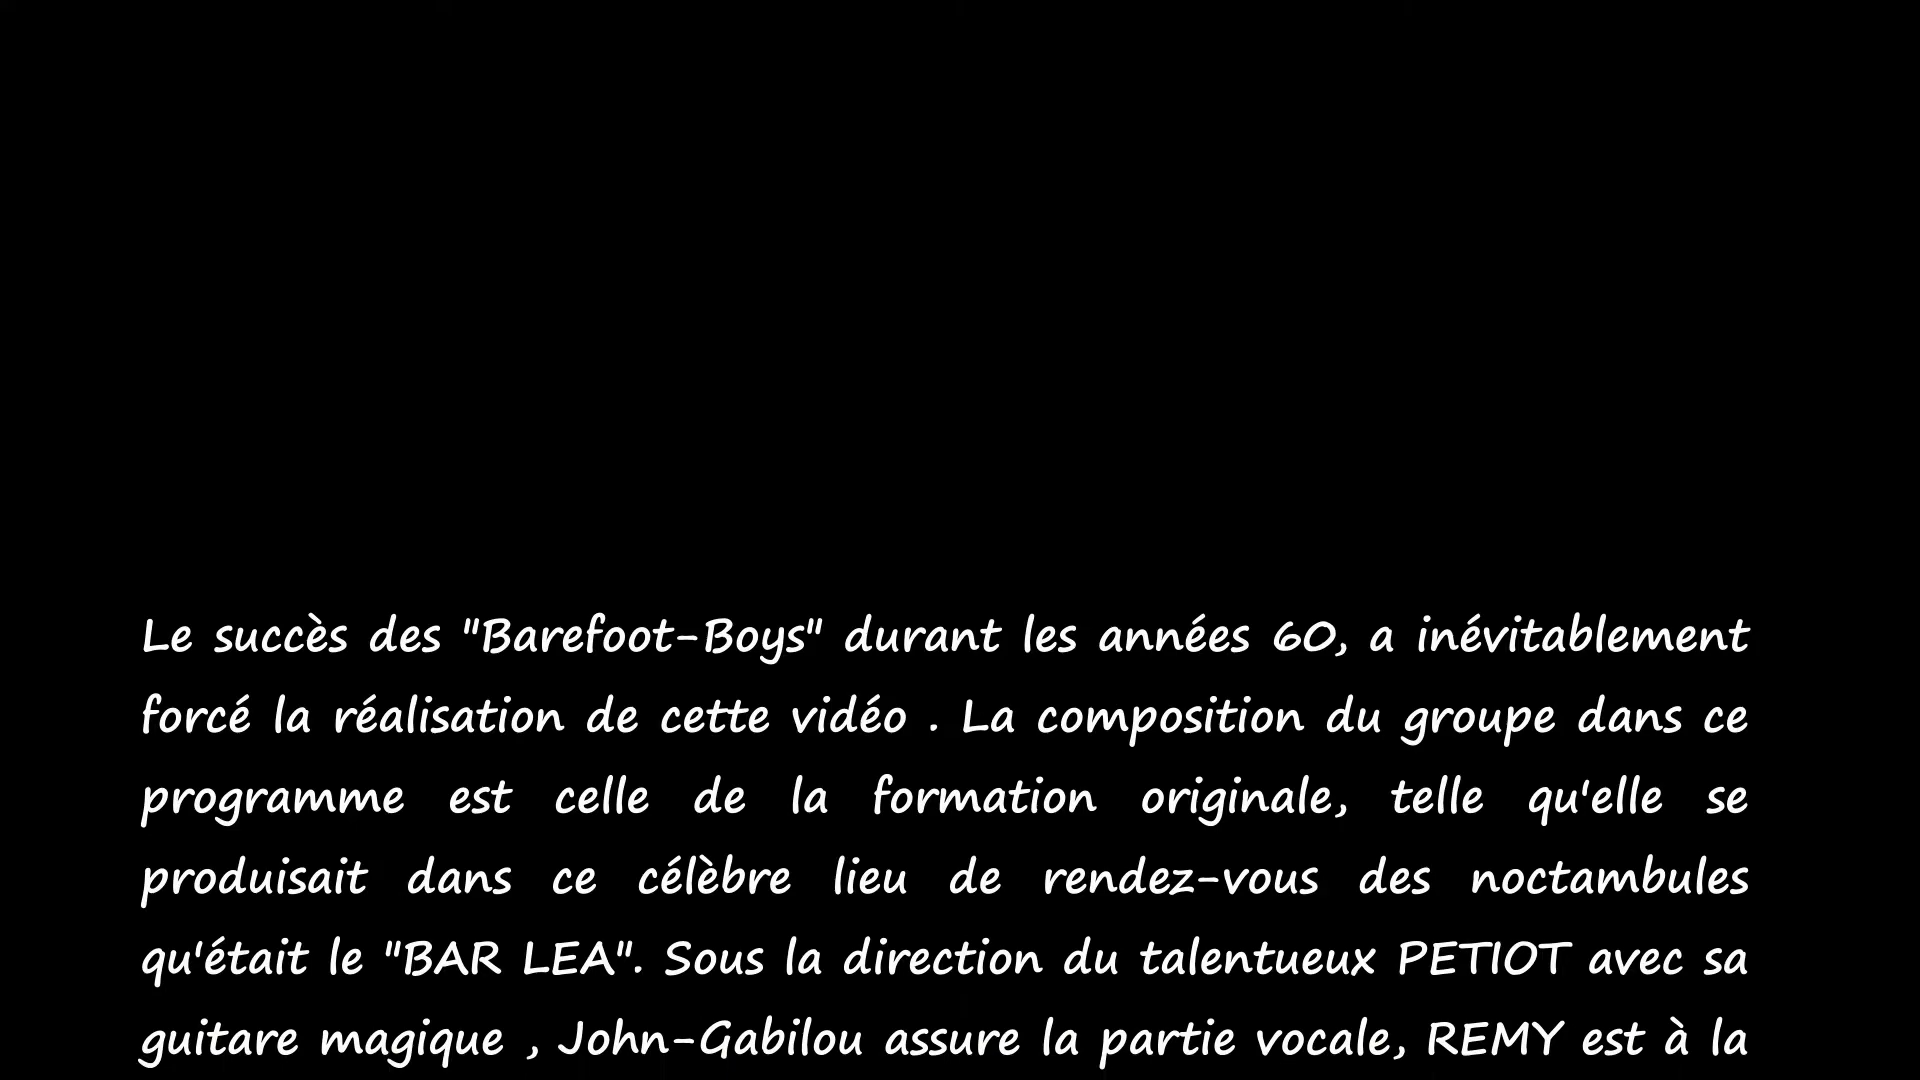 Le succès des "Barefoot-Boys" durant les années 60, a inévitablement
forcé la réalisation de cette vidéo . La composition du groupe dans ce
programme est celle de la formation originale, telle qu'elle se
produisait dans ce célèbre lieu de rendez-vous des noctambules
qu'était le "BAR LEA". Sous la direction du talentueux PETIOT avec sa
guitare magique , John-Gabilou assure la partie vocale, REMY est à la